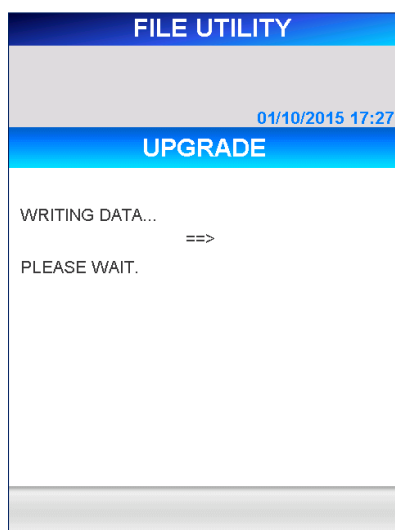 FILE UTILITY
01/10/2015 17:27
UPGRADE
WRITING DATA...
==>
PLEASE WAIT.